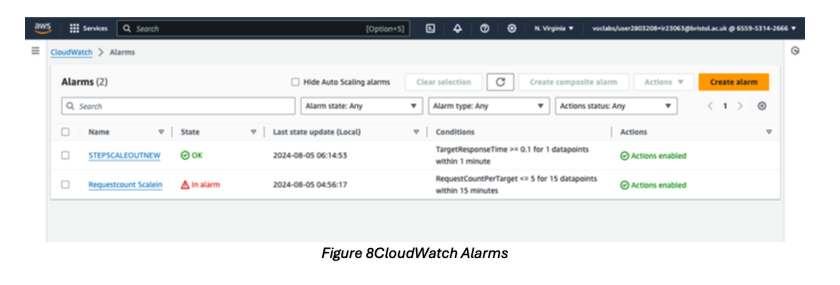 aws Services Search [Option+S] N. Virginia voclabs/user2803208=ir23063@bristol.ac.uk @ 6559-5314-2666
CloudWatch > Alarms
Alarms (2) Hide Auto Scaling alarms Clear selection Create composite alarm Actions Create alarm
Search Alarm state: Any Alarm type: Any Actions status: Any 1
Name State Last state update (Local) Conditions Actions
STEPSCALEOUTNEW OK 2024-08-05 06:14:53 TargetResponseTime >= 0.1 for 1 datapoints Actions enabled
within 1 minute
Requestcount Scalein In alarm 2024-08-05 04:56:17 RequestCountPerTarget <= 5 for 15 datapoints Actions enabled
within 15 minutes
Figure 8CloudWatch Alarms